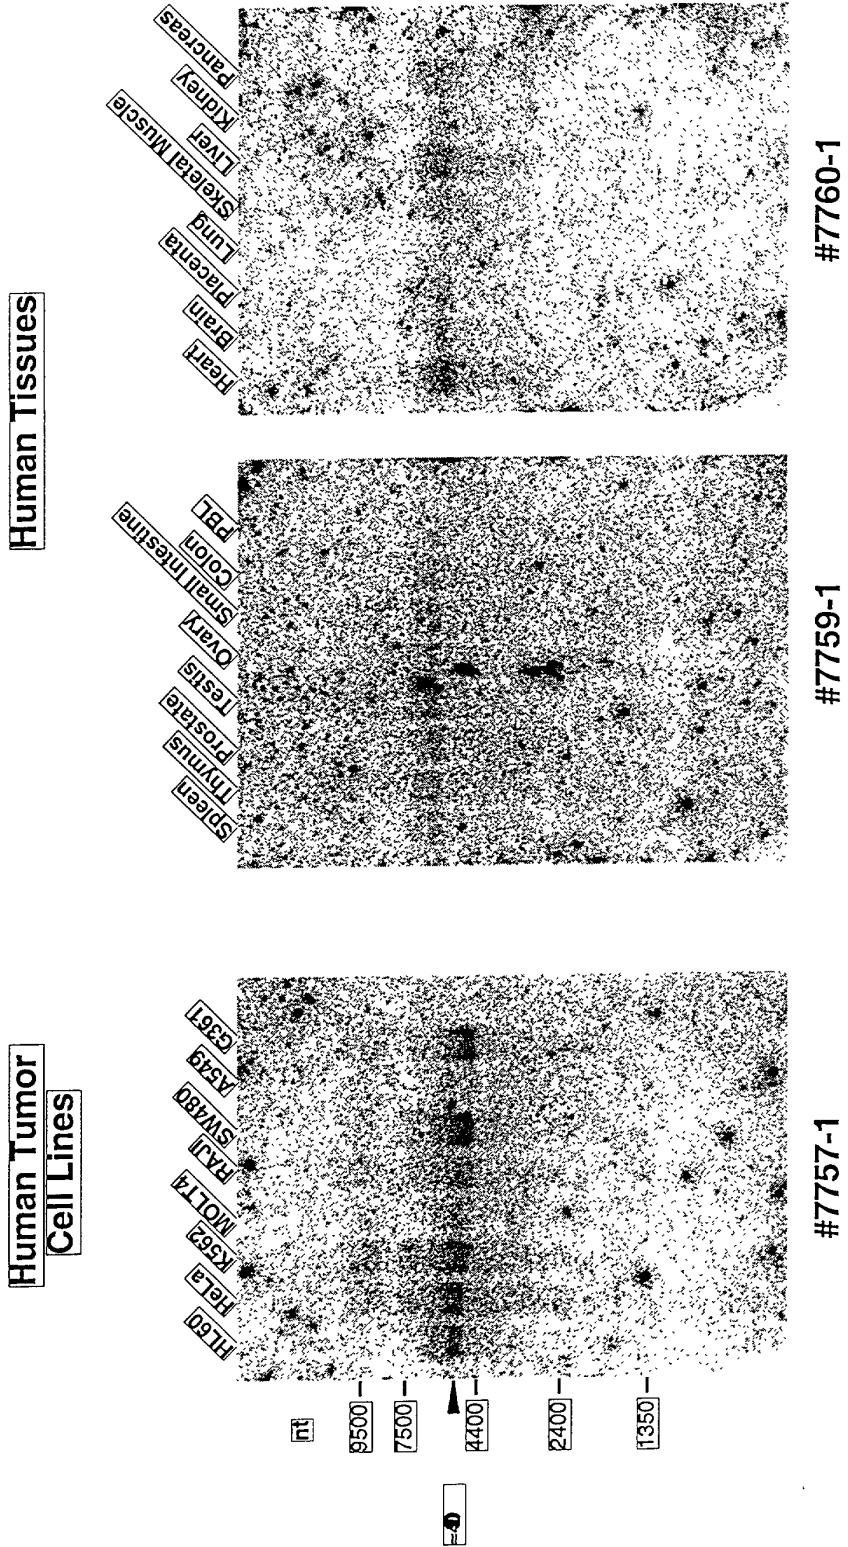 Human Tumor
Cell Lines
Human Tissues
HL60
HeLa
K562
MOLT4
RAJI
SW480
A549
G361
Spleen
Thymus
Prostate
Testis
Ovary
Small Intestine
Colon
PBL
Heart
Brain
Placenta
Lung
Skeletal Muscle
Liver
Kidney
Pancreas
nt
9500
7500
4400
2400
1350
#7757-1
#7759-1
#7760-1